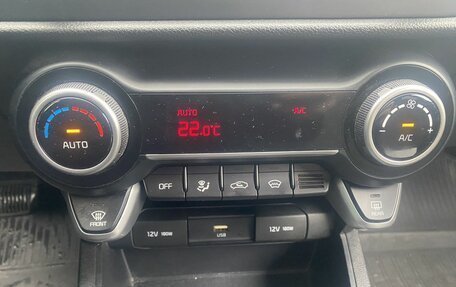 AUTO A/C
22.0°C
AUTO
A/C
OFF
FRONT
REAR
12V 180W
USB
12V 180W